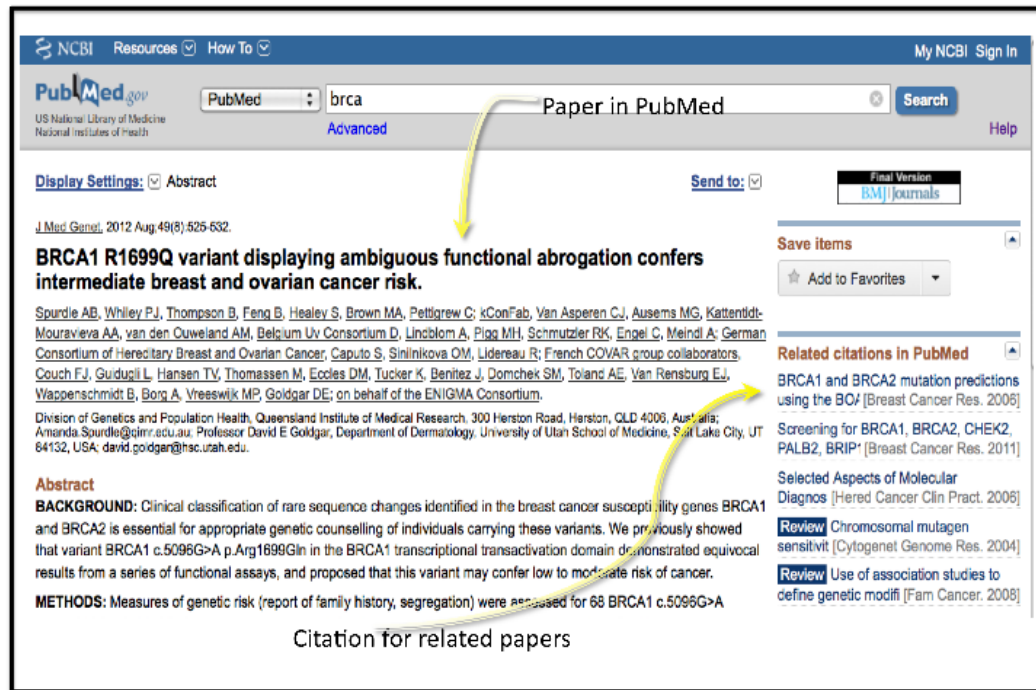 NCBI Resources How To My NCBI Sign In
PubMed.gov
US National Library of Medicine
National Institutes of Health
PubMed
brca
Search
Advanced
Help
Paper in PubMed
Display Settings: Abstract
Send to:
Final Version
BMJ Journals
J Med Genet. 2012 Aug;49(8):525-532.
BRCA1 R1699Q variant displaying ambiguous functional abrogation confers
intermediate breast and ovarian cancer risk.
Spurdle AB, Whiley PJ, Thompson B, Feng B, Healey S, Brown MA, Pettigrew C; kConFab, Van Asperen CJ, Ausems MG, Kattentidt-
Mouravieva AA, van den Ouweland AM, Belgium Uv Consortium D, Lindblom A, Pigg MH, Schmutzler RK, Engel C, Meindl A; German
Consortium of Hereditary Breast and Ovarian Cancer, Caputo S, Sinilnikova OM, Lidereau R; French COVAR group collaborators,
Couch FJ, Guidugli L, Hansen TV, Thomassen M, Eccles DM, Tucker K, Benitez J, Domchek SM, Toland AE, Van Rensburg EJ,
Wappenschmidt B, Borg A, Vreeswijk MP, Goldgar DE; on behalf of the ENIGMA Consortium.
Division of Genetics and Population Health, Queensland Institute of Medical Research, 300 Herston Road, Herston, QLD 4006, Australia;
Amanda.Spurdle@qimr.edu.au; Professor David E Goldgar, Department of Dermatology, University of Utah School of Medicine, Salt Lake City, UT
84132, USA; david.goldgar@hsc.utah.edu.
Abstract
BACKGROUND: Clinical classification of rare sequence changes identified in the breast cancer susceptibility genes BRCA1
and BRCA2 is essential for appropriate genetic counselling of individuals carrying these variants. We previously showed
that variant BRCA1 c.5096G>A p.Arg1699Gln in the BRCA1 transcriptional transactivation domain demonstrated equivocal
results from a series of functional assays, and proposed that this variant may confer low to moderate risk of cancer.
METHODS: Measures of genetic risk (report of family history, segregation) were assessed for 68 BRCA1 c.5096G>A
Save items
Add to Favorites
Related citations in PubMed
BRCA1 and BRCA2 mutation predictions
using the BOA [Breast Cancer Res. 2006]
Screening for BRCA1, BRCA2, CHEK2,
PALB2, BRIP1 [Breast Cancer Res. 2011]
Selected Aspects of Molecular
Diagnos [Hered Cancer Clin Pract. 2006]
Review Chromosomal mutagen
sensitivit [Cytogenet Genome Res. 2004]
Review Use of association studies to
define genetic modifi [Fam Cancer. 2008]
Citation for related papers